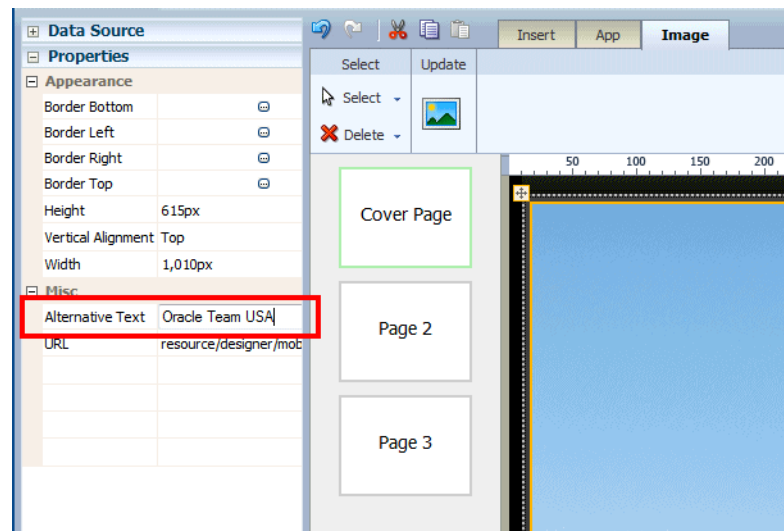 Data Source
Properties
Appearance
Border Bottom
Border Left
Border Right
Border Top
Height 615px
Vertical Alignment Top
Width 1,010px
Misc
Alternative Text Oracle Team USA
URL resource/designer/mob
Insert App Image
Select Update
Select
Delete
Cover Page
Page 2
Page 3
50 100 150 200